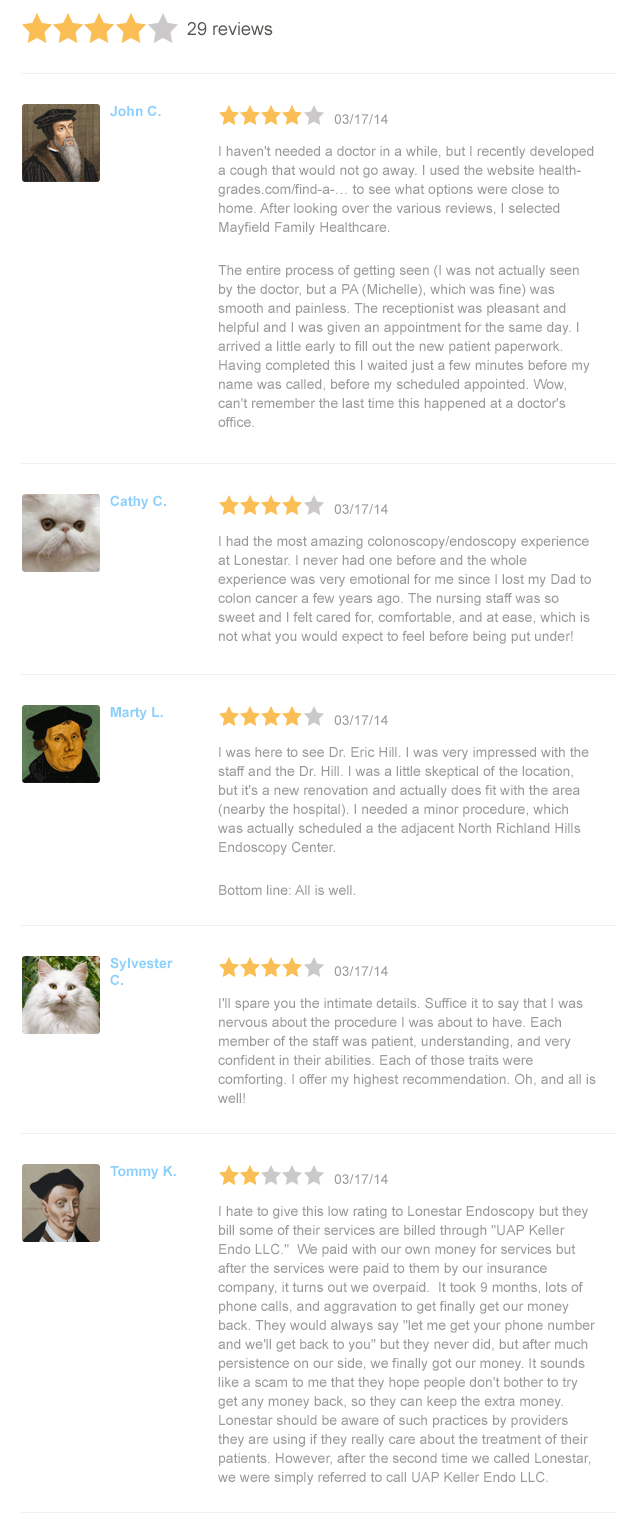 29 reviews
John C.
03/17/14
I haven't needed a doctor in a while, but I recently developed
a cough that would not go away. I used the website health-
grades.com/find-a-… to see what options were close to
home. After looking over the various reviews, I selected
Mayfield Family Healthcare.
The entire process of getting seen (I was not actually seen
by the doctor, but a PA (Michelle), which was fine) was
smooth and painless. The receptionist was pleasant and
helpful and I was given an appointment for the same day. I
arrived a little early to fill out the new patient paperwork.
Having completed this I waited just a few minutes before my
name was called, before my scheduled appointed. Wow,
can't remember the last time this happened at a doctor's
office.
Cathy C.
03/17/14
I had the most amazing colonoscopy/endoscopy experience
at Lonestar. I never had one before and the whole
experience was very emotional for me since I lost my Dad to
colon cancer a few years ago. The nursing staff was so
sweet and I felt cared for, comfortable, and at ease, which is
not what you would expect to feel before being put under!
Marty L.
03/17/14
I was here to see Dr. Eric Hill. I was very impressed with the
staff and the Dr. Hill. I was a little skeptical of the location,
but it's a new renovation and actually does fit with the area
(nearby the hospital). I needed a minor procedure, which
was actually scheduled a the adjacent North Richland Hills
Endoscopy Center.
Bottom line: All is well.
Sylvester
C.
03/17/14
I'll spare you the intimate details. Suffice it to say that I was
nervous about the procedure I was about to have. Each
member of the staff was patient, understanding, and very
confident in their abilities. Each of those traits were
comforting. I offer my highest recommendation. Oh, and all is
well!
Tommy K.
03/17/14
I hate to give this low rating to Lonestar Endoscopy but they
bill some of their services are billed through "UAP Keller
Endo LLC."  We paid with our own money for services but
after the services were paid to them by our insurance
company, it turns out we overpaid.  It took 9 months, lots of
phone calls, and aggravation to get finally get our money
back. They would always say "let me get your phone number
and we'll get back to you" but they never did, but after much
persistence on our side, we finally got our money. It sounds
like a scam to me that they hope people don't bother to try
get any money back, so they can keep the extra money.
Lonestar should be aware of such practices by providers
they are using if they really care about the treatment of their
patients. However, after the second time we called Lonestar,
we were simply referred to call UAP Keller Endo LLC.